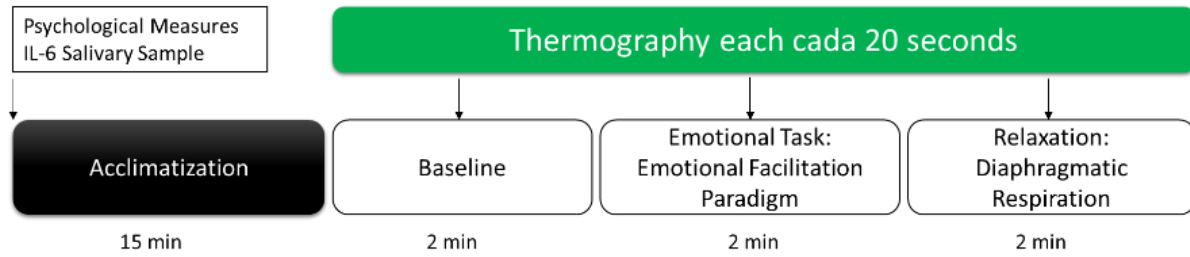 Psychological Measures
IL-6 Salivary Sample
Thermography each cada 20 seconds
Acclimatization
Baseline
Emotional Task:
Emotional Facilitation
Paradigm
Relaxation:
Diaphragmatic
Respiration
15 min
2 min
2 min
2 min